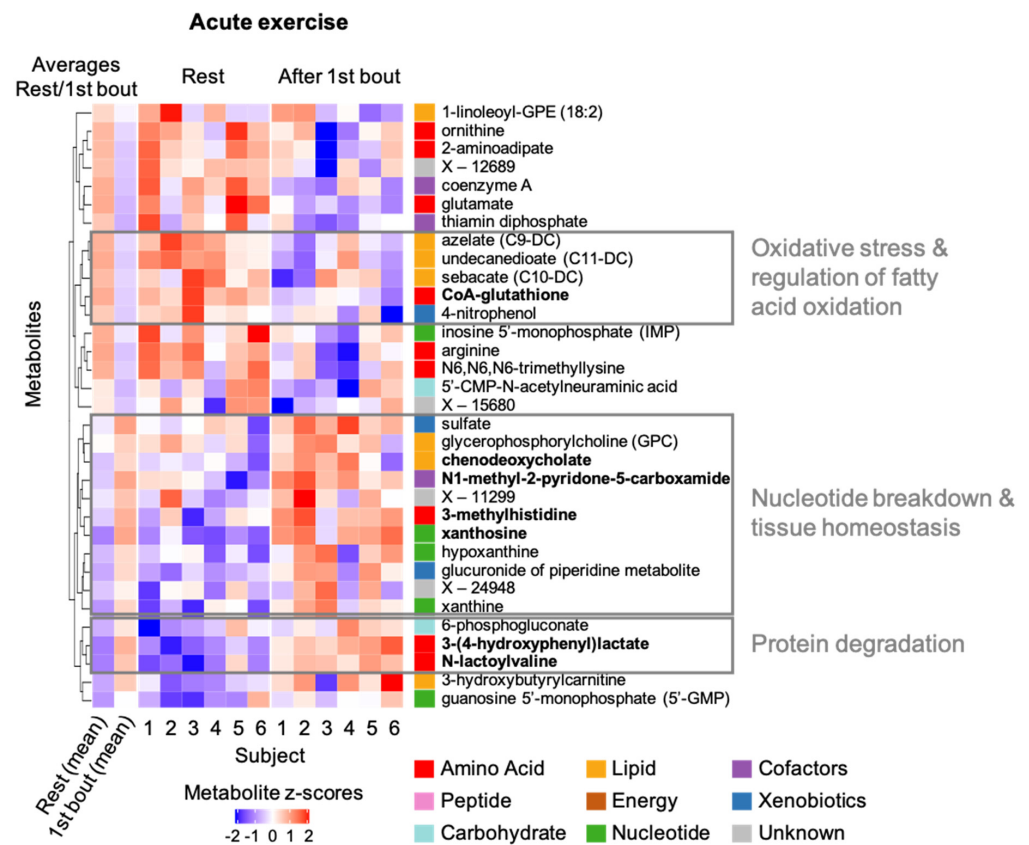 Acute exercise
Averages
Rest/1st bout
Rest
After 1st bout
Metabolites
1-linoleoyl-GPE (18:2)
ornithine
2-aminoadipate
X – 12689
coenzyme A
glutamate
thiamin diphosphate
azelate (C9-DC)
undecanedioate (C11-DC)
sebacate (C10-DC)
CoA-glutathione
4-nitrophenol
Oxidative stress &
regulation of fatty
acid oxidation
inosine 5'-monophosphate (IMP)
arginine
N6,N6,N6-trimethyllysine
5'-CMP-N-acetylneuraminic acid
X – 15680
sulfate
glycerophosphorylcholine (GPC)
chenodeoxycholate
N1-methyl-2-pyridone-5-carboxamide
X – 11299
3-methylhistidine
xanthosine
hypoxanthine
glucuronide of piperidine metabolite
X – 24948
xanthine
Nucleotide breakdown &
tissue homeostasis
6-phosphogluconate
3-(4-hydroxyphenyl)lactate
N-lactoylvaline
Protein degradation
3-hydroxybutyrylcarnitine
guanosine 5'-monophosphate (5'-GMP)
Rest (mean)
1st bout (mean)
1 2 3 4 5 6 1 2 3 4 5 6
Subject
Metabolite z-scores
-2 -1 0 1 2
Amino Acid
Lipid
Cofactors
Peptide
Energy
Xenobiotics
Carbohydrate
Nucleotide
Unknown